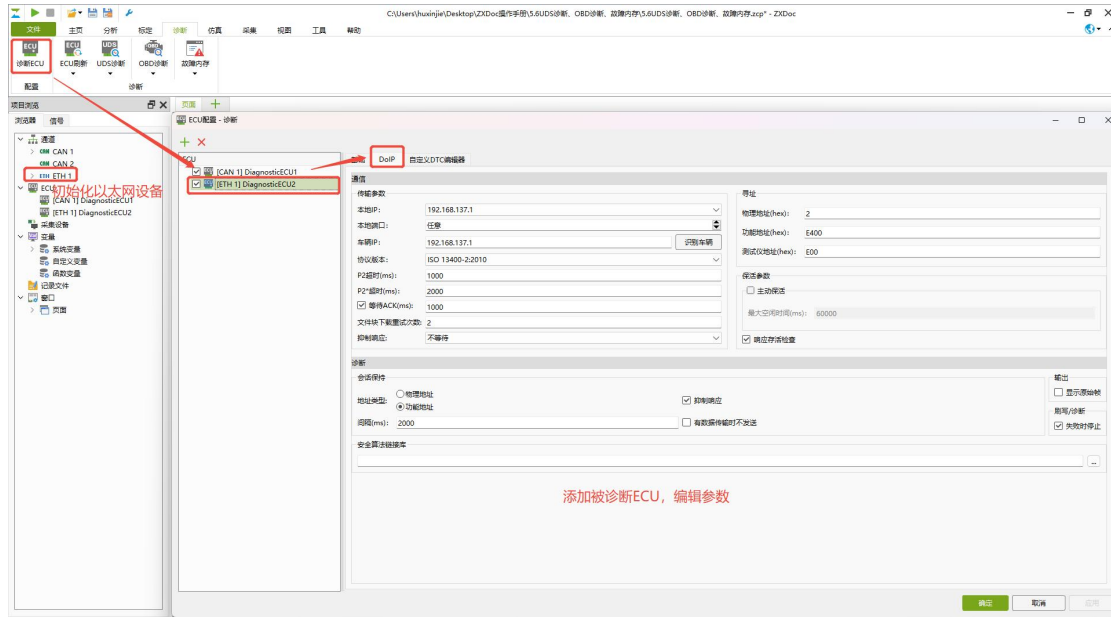 C:\Users\huxinjie\Desktop\ZXDoc操作手册\5.6UDS诊断、OBD诊断、故障内存\5.6UDS诊断、OBD诊断、故障内存.zcp* - ZXDoc
文件 主页 分析 标定 诊断 仿真 采集 视图 工具 帮助
诊断ECU ECU刷新 UDS诊断 OBD诊断 故障内存
配置 诊断
项目浏览 页面
浏览器 信号
通道
CAN 1
CAN 2
ETH 1
初始化以太网设备
[CAN 1] DiagnosticECU1
[ETH 1] DiagnosticECU2
采集设备
变量
系统变量
自定义变量
函数变量
记录文件
窗口
页面
ECU配置 - 诊断
ECU
[CAN 1] DiagnosticECU1
[ETH 1] DiagnosticECU2
DoIP 自定义DTC编辑器
通信
传输参数
本地IP: 192.168.137.1
本地端口: 任意
车辆IP: 192.168.137.1 识别车辆
协议版本: ISO 13400-2:2010
P2超时(ms): 1000
P2*超时(ms): 2000
等待ACK(ms): 1000
文件块下载重试次数: 2
抑制响应: 不等待
寻址
物理地址(hex): 2
功能地址(hex): E400
测试仪地址(hex): E00
保活参数
主动保活
最大空闲时间(ms): 60000
响应存活检查
诊断
会话保持
地址类型: 物理地址
功能地址
抑制响应
间隔(ms): 2000 有数据传输时不发送
输出
显示原始帧
刷写/诊断
失败时停止
安全算法链接库
...
添加被诊断ECU，编辑参数
确定 取消 应用